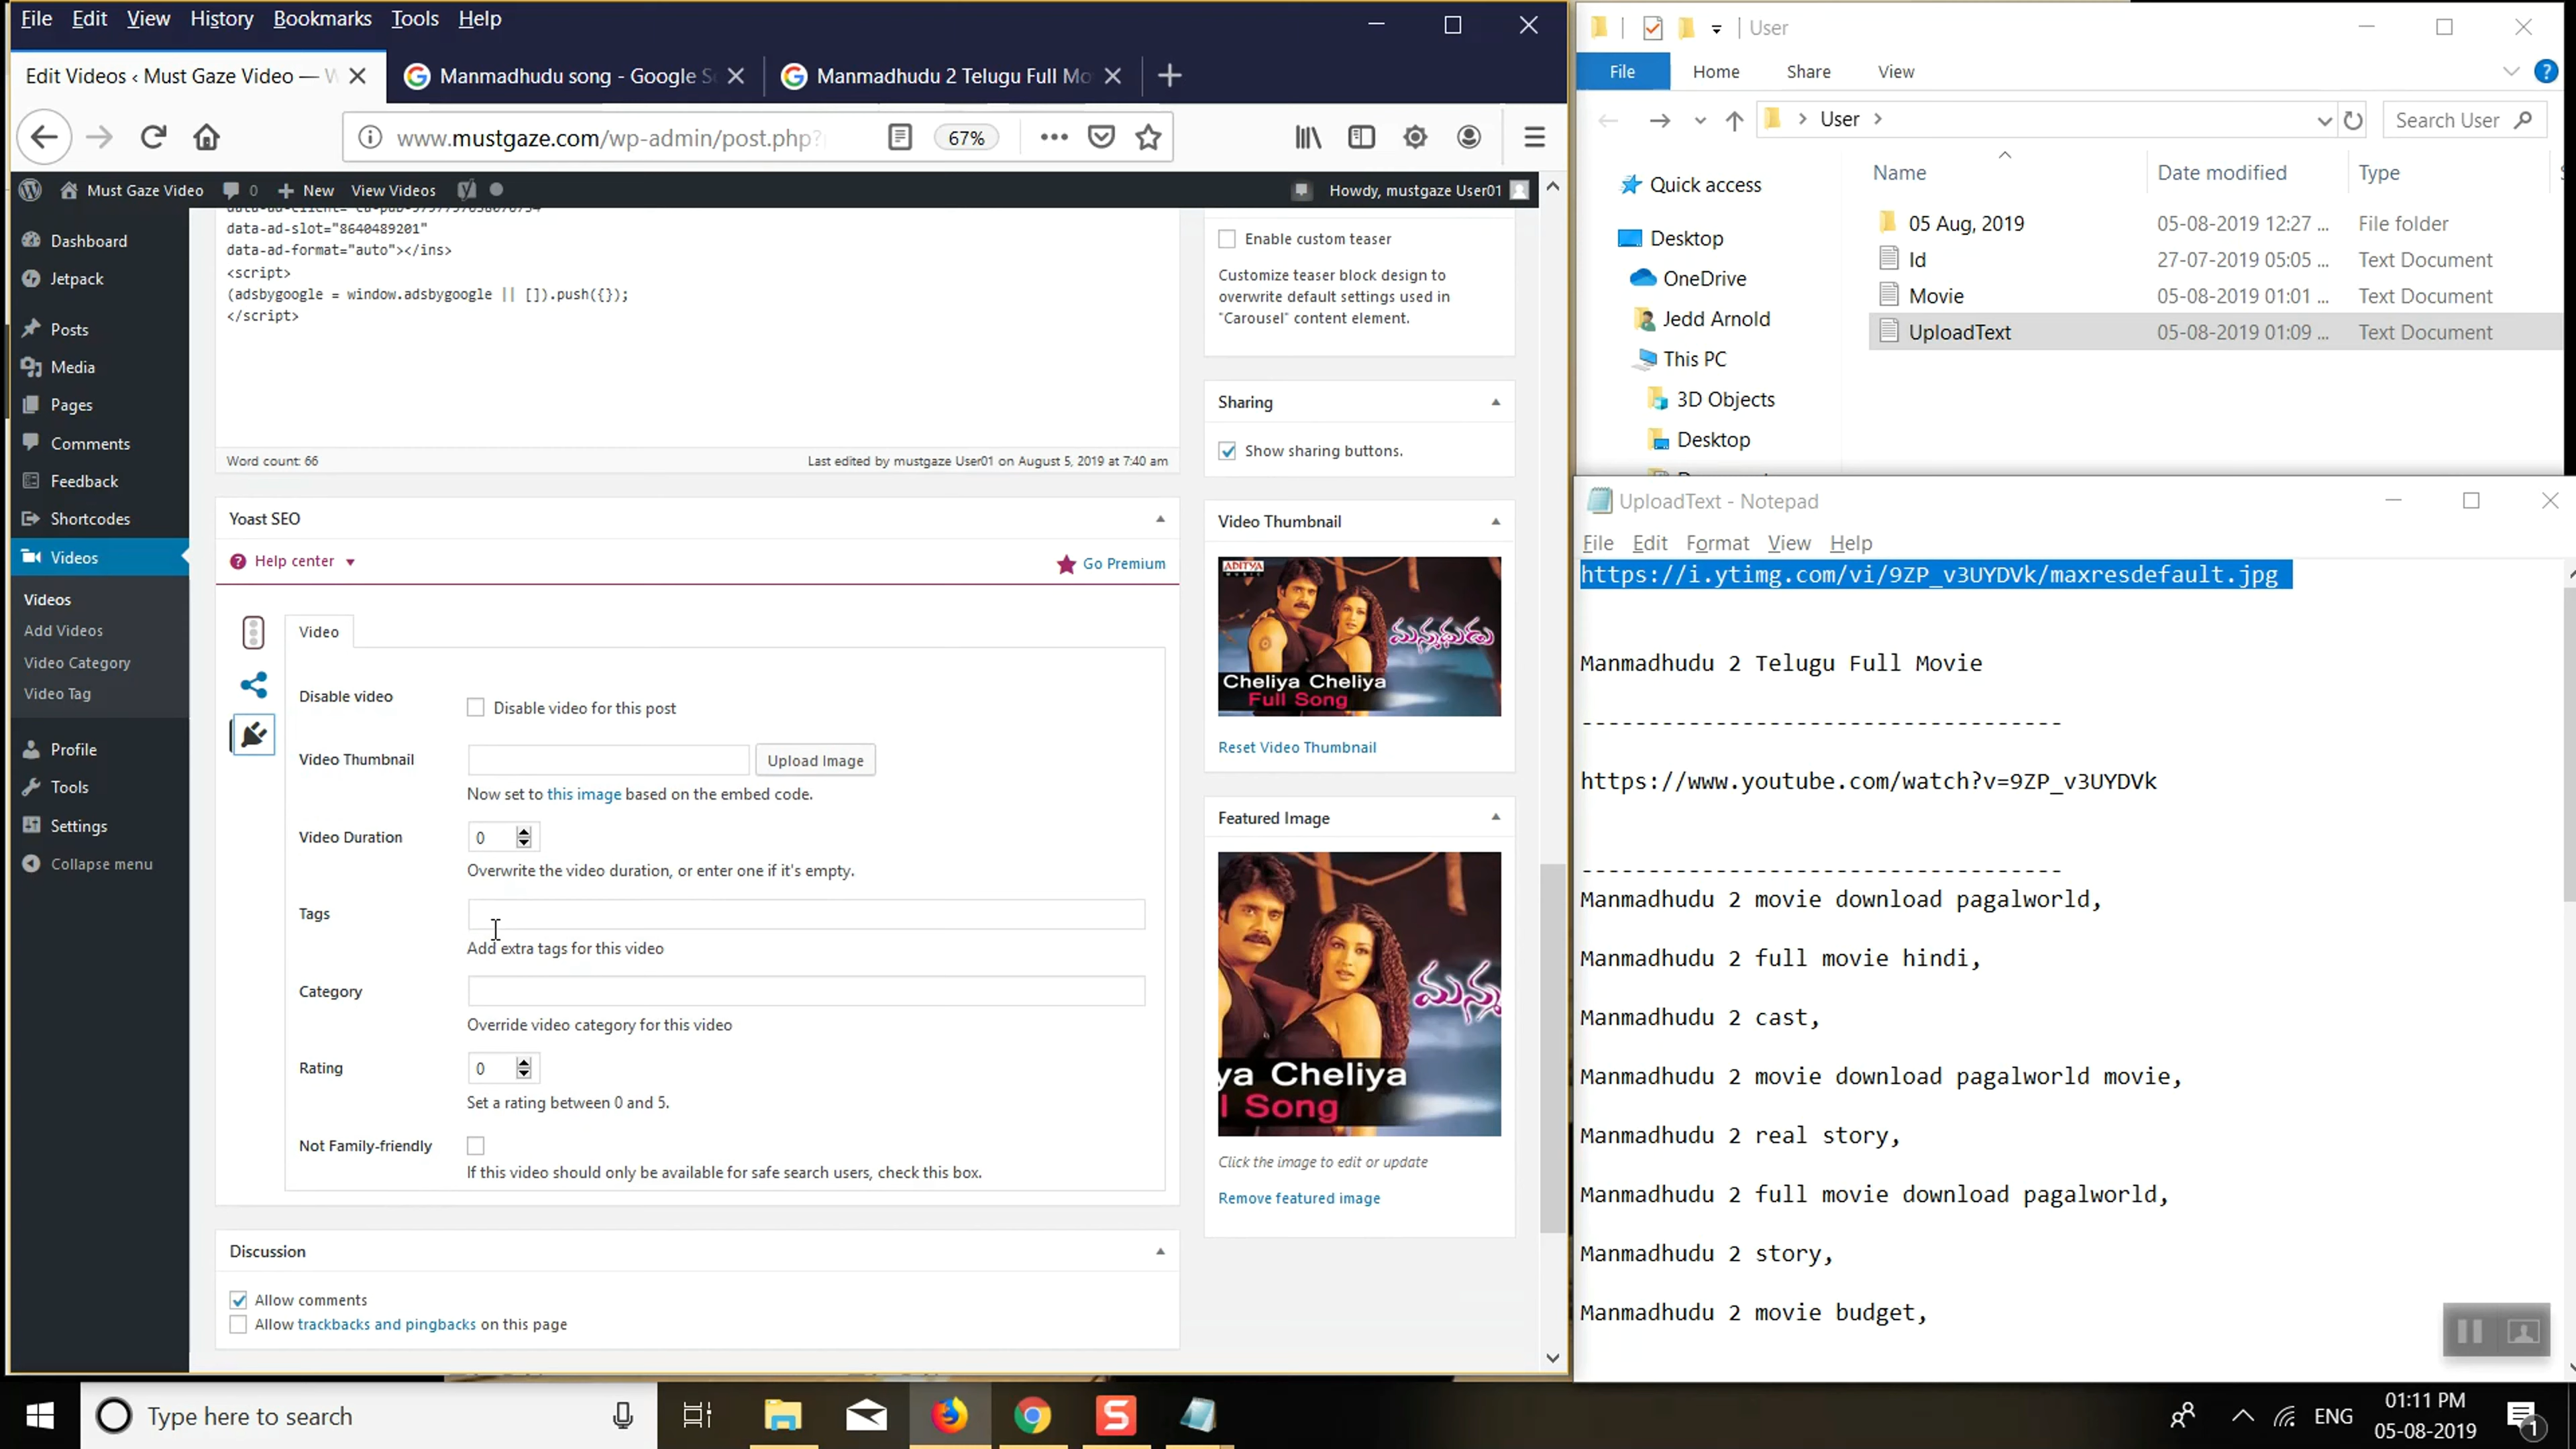 File Edit View History Bookmarks Tools Help
Edit Videos ‹ Must Gaze Video — W
Manmadhudu song - Google S
Manmadhudu 2 Telugu Full Mo
www.mustgaze.com/wp-admin/post.php?
67%
Must Gaze Video 0 New View Videos
Howdy, mustgaze User01
Dashboard
Jetpack
Posts
Media
Pages
Comments
Feedback
Shortcodes
Videos
Videos
Add Videos
Video Category
Video Tag
Profile
Tools
Settings
Collapse menu
data-ad-slot="8640489201"
data-ad-format="auto"></ins>
<script>
(adsbygoogle = window.adsbygoogle || []).push({});
</script>
Word count: 66
Last edited by mustgaze User01 on August 5, 2019 at 7:40 am
Yoast SEO
Help center
Go Premium
Video
Disable video
Disable video for this post
Video Thumbnail
Upload Image
Now set to this image based on the embed code.
Video Duration
0
Overwrite the video duration, or enter one if it's empty.
Tags
Add extra tags for this video
Category
Override video category for this video
Rating
0
Set a rating between 0 and 5.
Not Family-friendly
If this video should only be available for safe search users, check this box.
Discussion
Allow comments
Allow trackbacks and pingbacks on this page
Enable custom teaser
Customize teaser block design to
overwrite default settings used in
"Carousel" content element.
Sharing
Show sharing buttons.
Video Thumbnail
ADITYA
MUSIC
మన్మథుడు
Cheliya Cheliya
Full Song
Reset Video Thumbnail
Featured Image
ya Cheliya
l Song
Click the image to edit or update
Remove featured image
User
File Home Share View
User
Search User
Name Date modified Type
Quick access
Desktop
OneDrive
Jedd Arnold
This PC
3D Objects
Desktop
05 Aug, 2019 05-08-2019 12:27 ... File folder
Id 27-07-2019 05:05 ... Text Document
Movie 05-08-2019 01:01 ... Text Document
UploadText 05-08-2019 01:09 ... Text Document
UploadText - Notepad
File Edit Format View Help
https://i.ytimg.com/vi/9ZP_v3UYDVk/maxresdefault.jpg
Manmadhudu 2 Telugu Full Movie
------------------------------------
https://www.youtube.com/watch?v=9ZP_v3UYDVk
------------------------------------
Manmadhudu 2 movie download pagalworld,
Manmadhudu 2 full movie hindi,
Manmadhudu 2 cast,
Manmadhudu 2 movie download pagalworld movie,
Manmadhudu 2 real story,
Manmadhudu 2 full movie download pagalworld,
Manmadhudu 2 story,
Manmadhudu 2 movie budget,
Type here to search
ENG
01:11 PM
05-08-2019
1